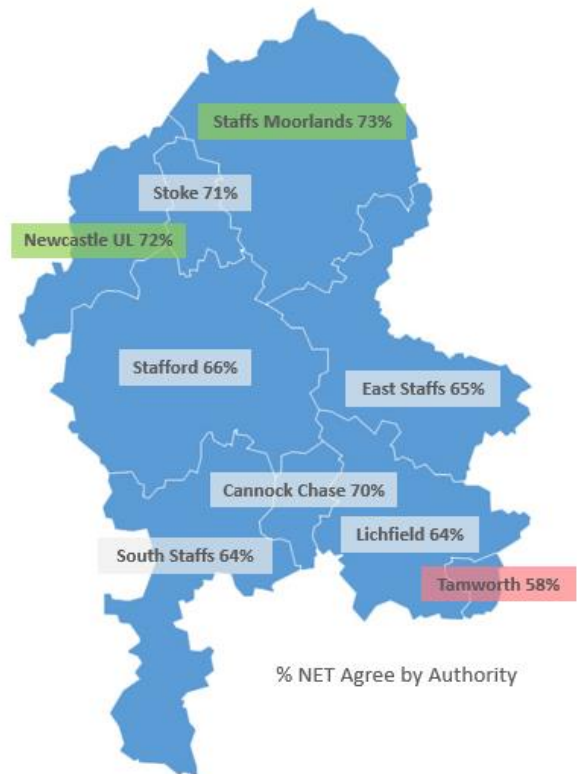 Staffs Moorlands 73%
Stoke 71%
Newcastle UL 72%
Stafford 66%
East Staffs 65%
Cannock Chase 70%
Lichfield 64%
South Staffs 64%
Tamworth 58%
% NET Agree by Authority